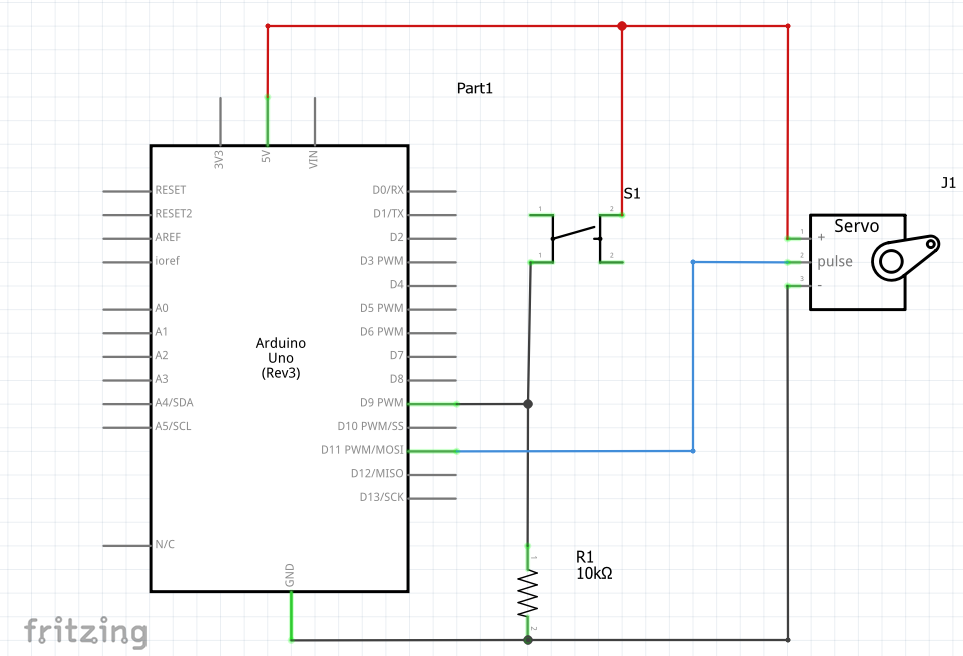 Part1
3V3
5V
VIN
S1
J1
RESET
RESET2
AREF
ioref
A0
A1
A2
A3
A4/SDA
A5/SCL
N/C
Arduino
Uno
(Rev3)
D0/RX
D1/TX
D2
D3 PWM
D4
D5 PWM
D6 PWM
D7
D8
D9 PWM
D10 PWM/SS
D11 PWM/MOSI
D12/MISO
D13/SCK
GND
1
2
1
2
Servo
1
+
2
pulse
3
-
1
R1
10kΩ
2
fritzing